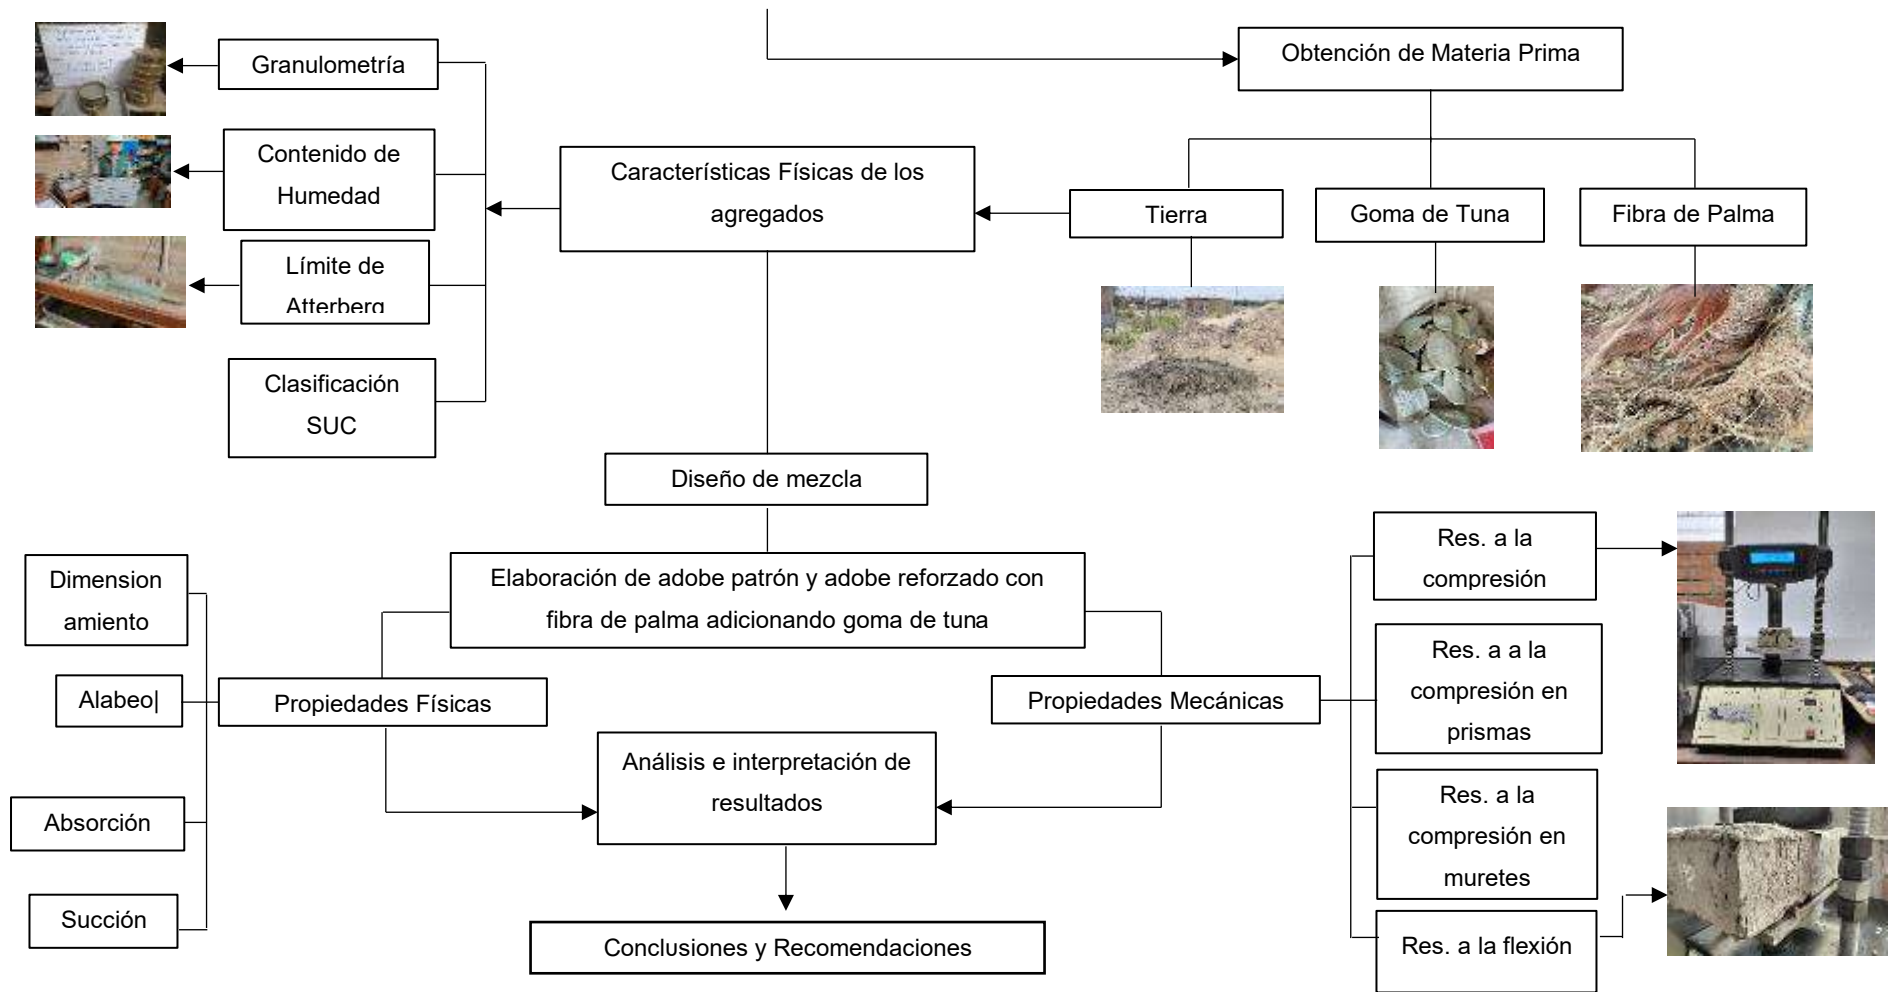 Obtención de Materia Prima
Granulometría
Contenido de
Humedad
Características Físicas de los
agregados
Tierra
Goma de Tuna
Fibra de Palma
Límite de
Atterberg
Clasificación
SUC
Diseño de mezcla
Elaboración de adobe patrón y adobe reforzado con
fibra de palma adicionando goma de tuna
Dimension
amiento
Alabeo|
Absorción
Succión
Propiedades Físicas
Propiedades Mecánicas
Res. a la
compresión
Res. a a la
compresión en
prismas
Res. a la
compresión en
muretes
Res. a la flexión
Análisis e interpretación de
resultados
Conclusiones y Recomendaciones